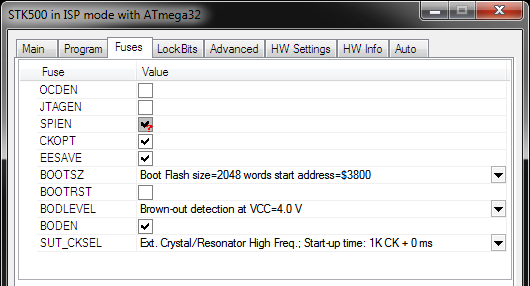 STK500 in ISP mode with ATmega32
Main Program Fuses LockBits Advanced HW Settings HW Info Auto
Fuse Value
OCDEN
JTAGEN
SPIEN
CKOPT
EESAVE
BOOTSZ Boot Flash size=2048 words start address=$3800
BOOTRST
BODLEVEL Brown-out detection at VCC=4.0 V
BODEN
SUT_CKSEL Ext. Crystal/Resonator High Freq.; Start-up time: 1K CK + 0 ms